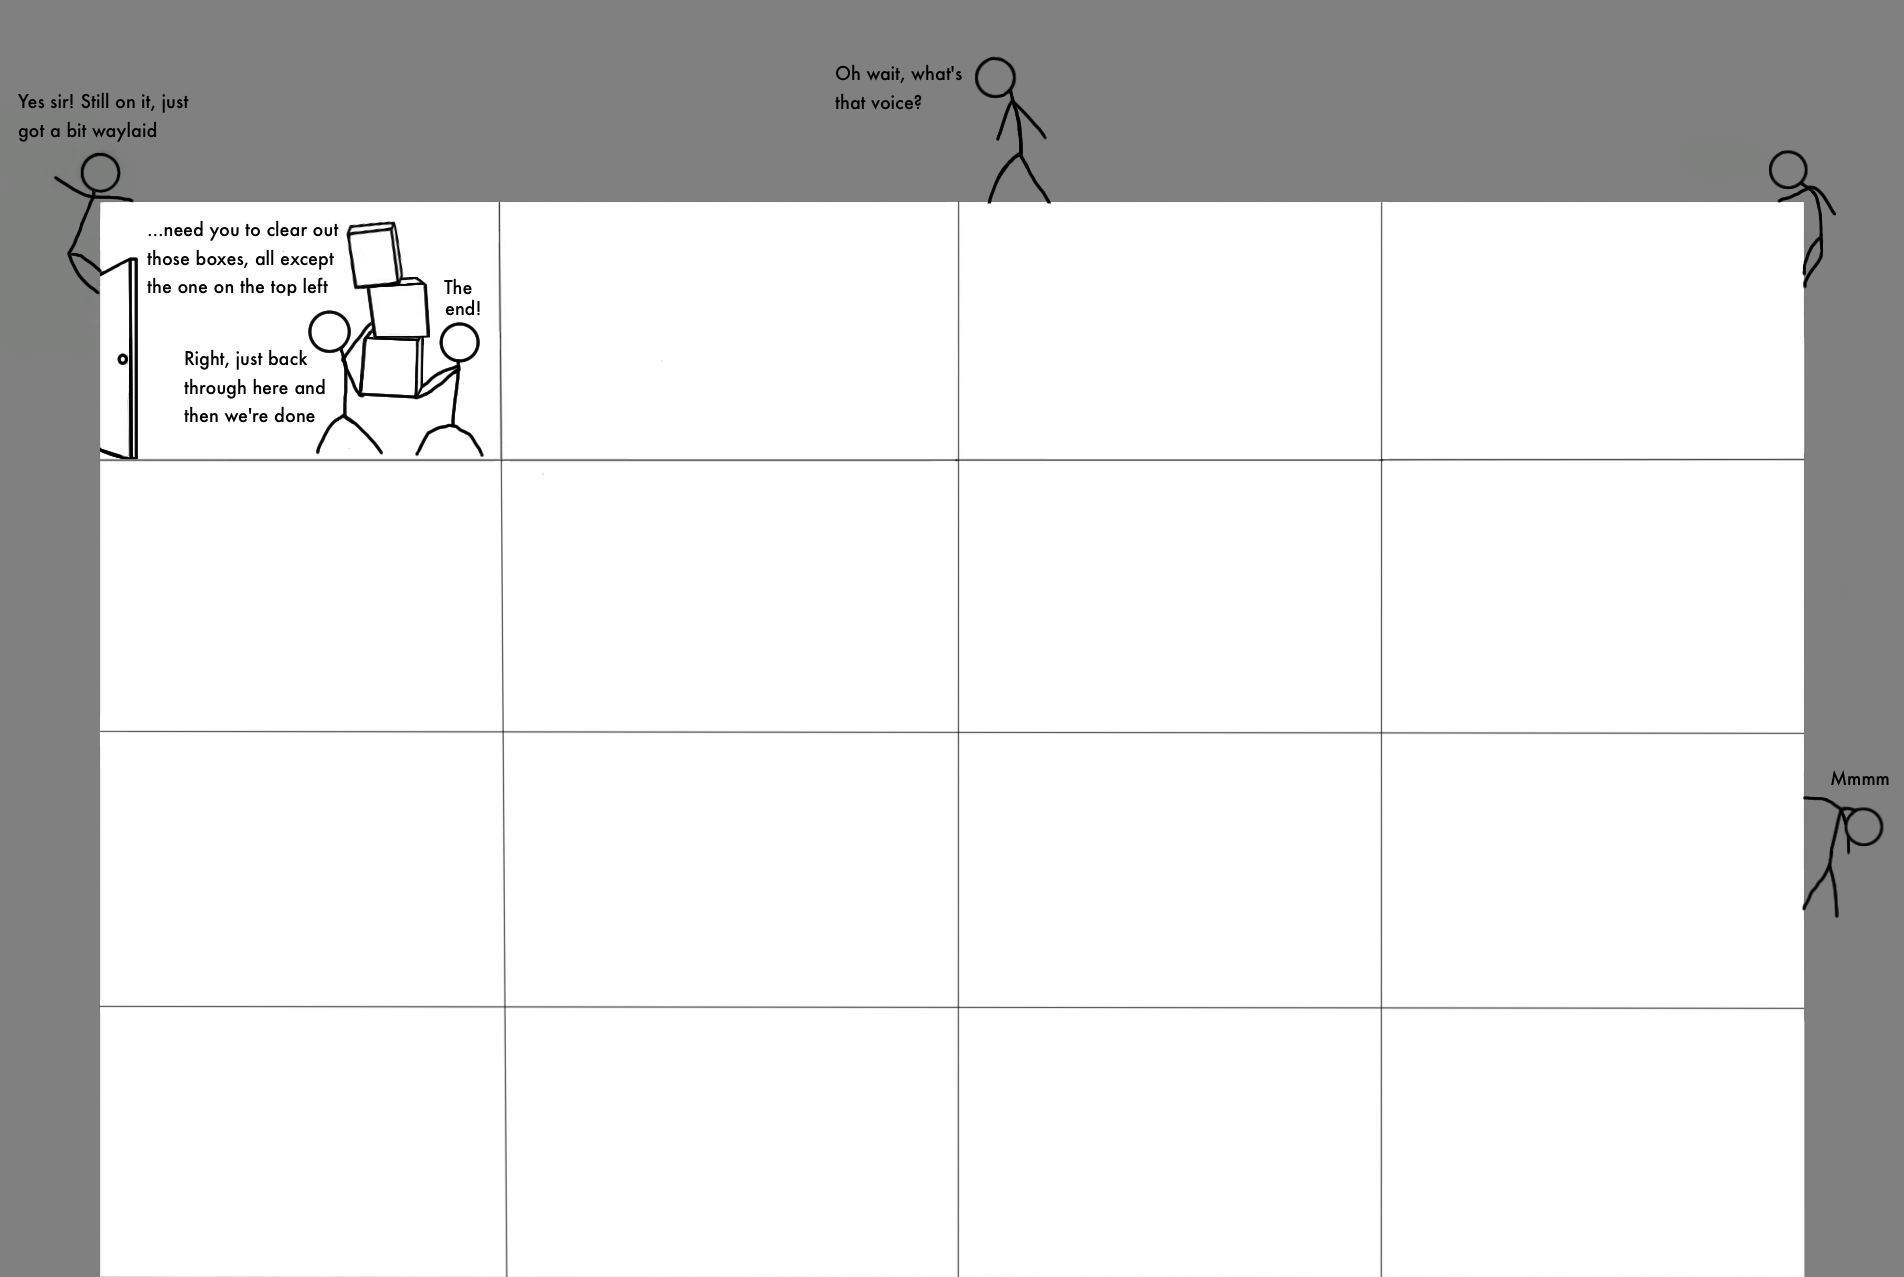 Oh wait, what's
that voice?
Yes sir! Still on it, just
got a bit waylaid
...need you to clear out
those boxes, all except
the one on the top left
The
end!
Right, just back
through here and
then we're done
Mmmm